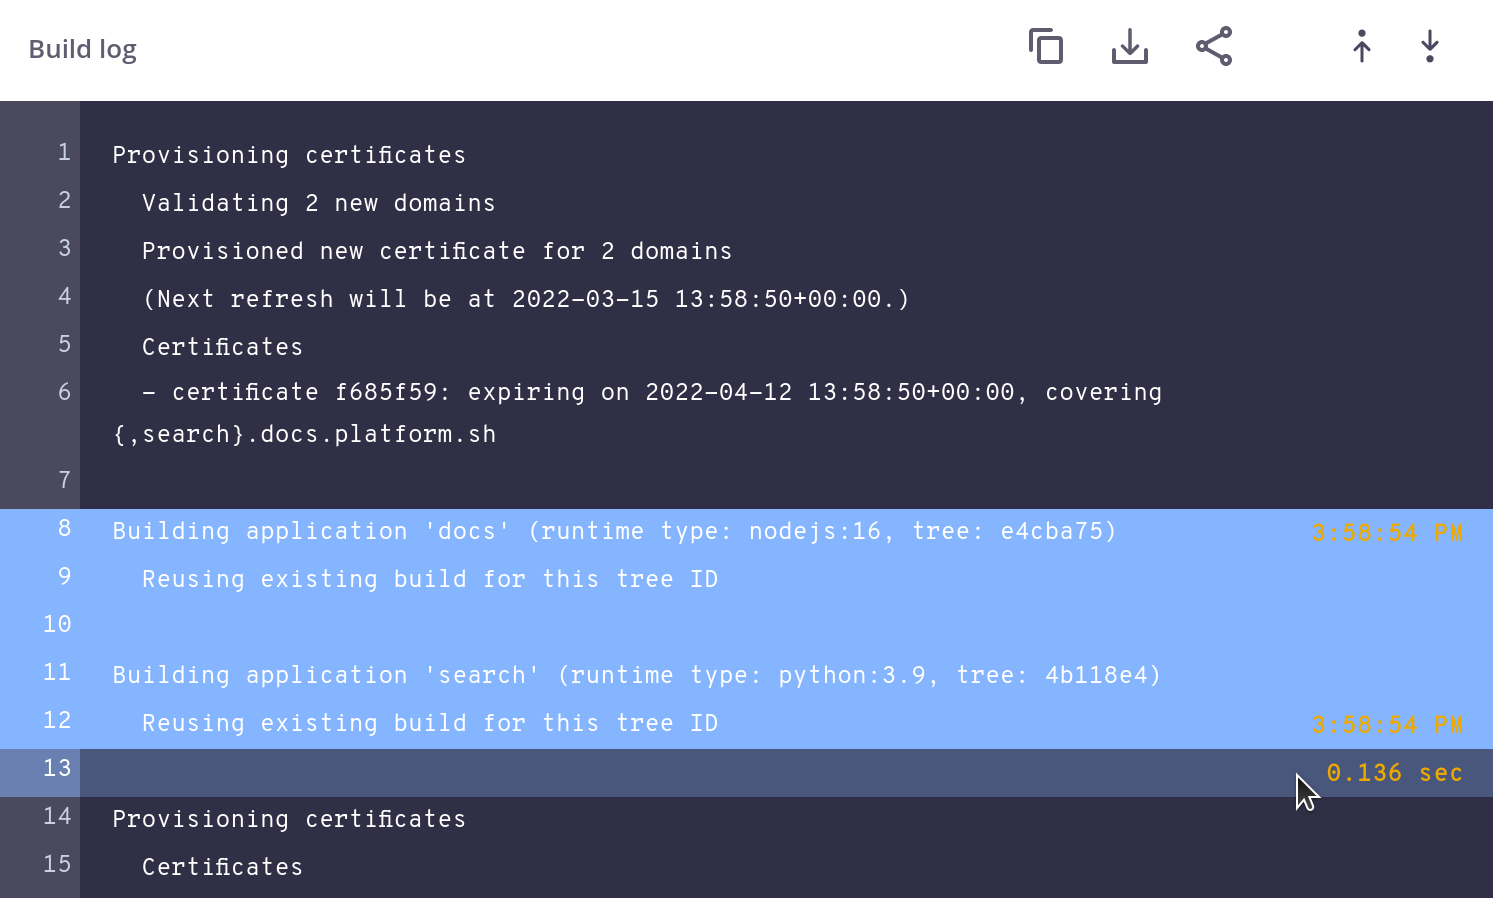 Build log
1 Provisioning certificates
2 Validating 2 new domains
3 Provisioned new certificate for 2 domains
4 (Next refresh will be at 2022-03-15 13:58:50+00:00.)
5 Certificates
6 - certificate f685f59: expiring on 2022-04-12 13:58:50+00:00, covering
{,search}.docs.platform.sh
7
8 Building application 'docs' (runtime type: nodejs:16, tree: e4cba75) 3:58:54 PM
9 Reusing existing build for this tree ID
10
11 Building application 'search' (runtime type: python:3.9, tree: 4b118e4)
12 Reusing existing build for this tree ID 3:58:54 PM
13 0.136 sec
14 Provisioning certificates
15 Certificates